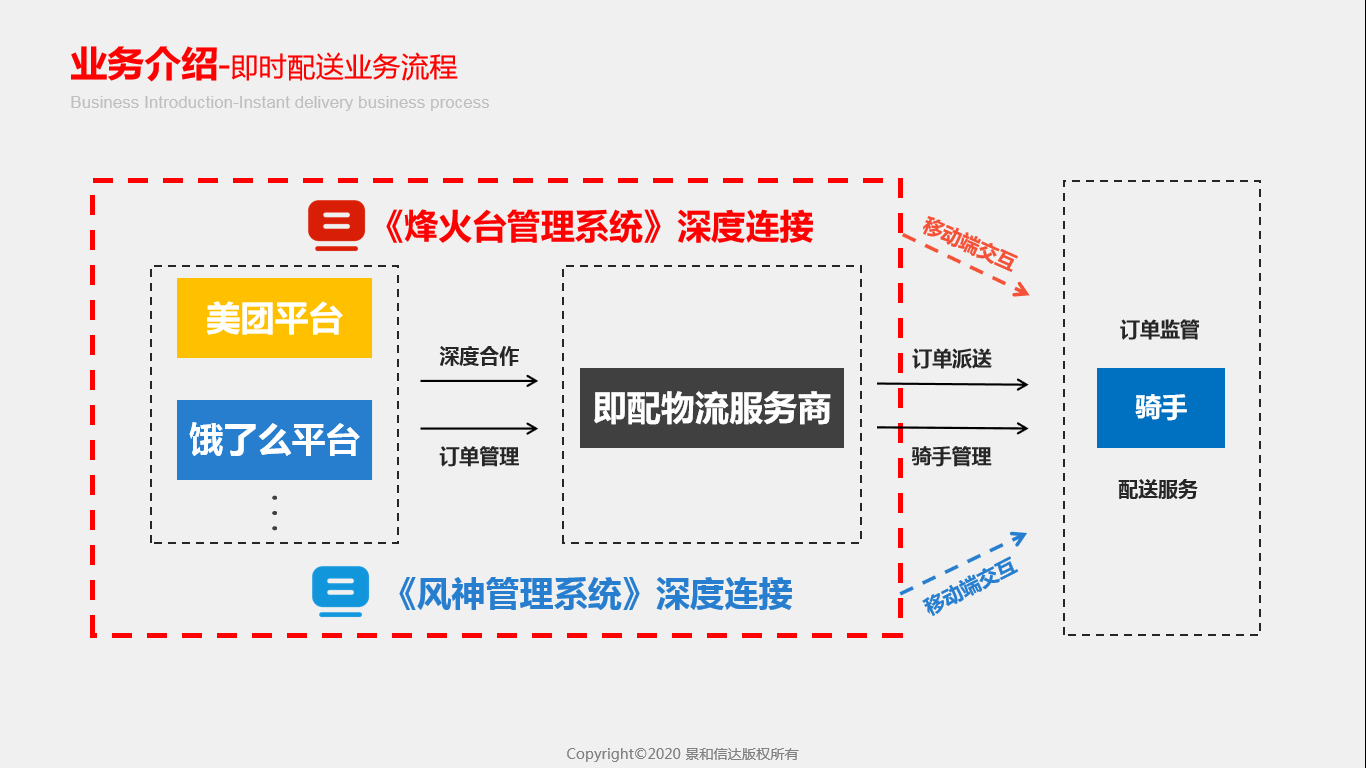 业务介绍-即时配送业务流程
Business Introduction-Instant delivery business process
《烽火台管理系统》深度连接
移动端交互
美团平台
饿了么平台
深度合作
订单管理
即配物流服务商
订单派送
骑手管理
订单监管
骑手
配送服务
《风神管理系统》深度连接
移动端交互
Copyright©2020 景和信达版权所有